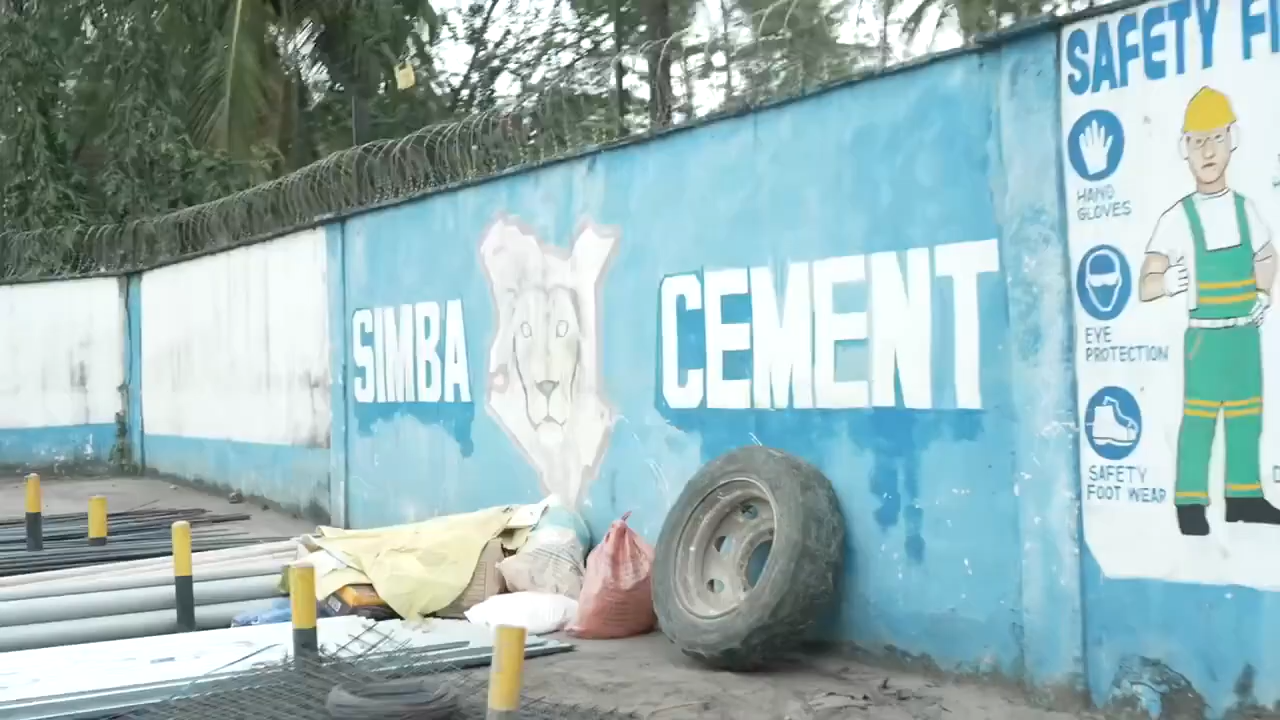 SIMBA CEMENT
SAFETY FI
HAND
GLOVES
EYE
PROTECTION
SAFETY
FOOT WEAR